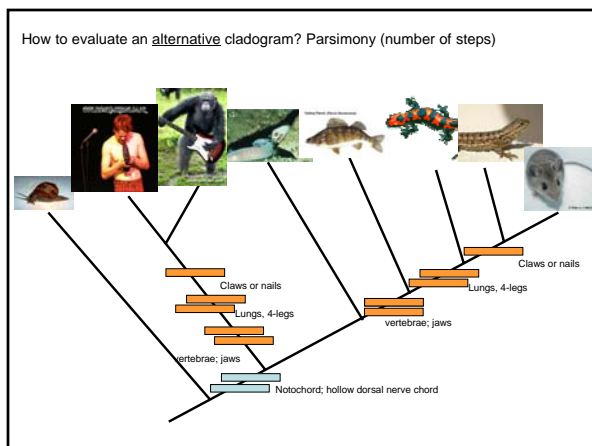 How to evaluate an alternative cladogram? Parsimony (number of steps)
Claws or nails
Claws or nails
Lungs, 4-legs
Lungs, 4-legs
vertebrae; jaws
vertebrae; jaws
Notochord; hollow dorsal nerve chord